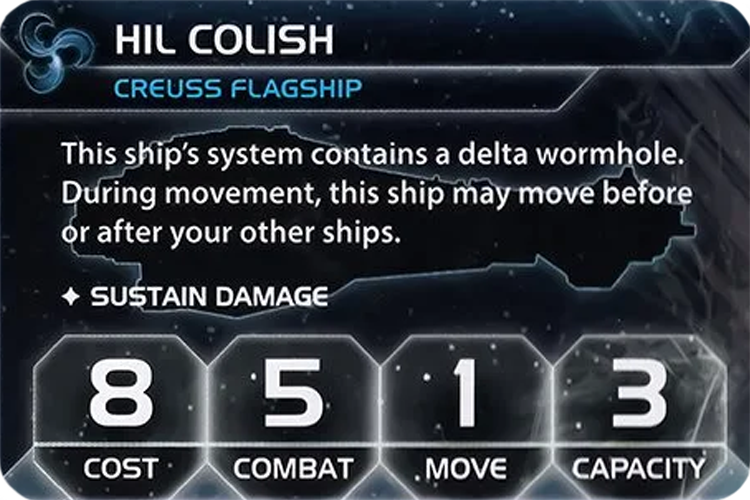 HIL COLISH
CREUSS FLAGSHIP
This ship's system contains a delta wormhole.
During movement, this ship may move before
or after your other ships.
✦ SUSTAIN DAMAGE
8 5 1 3
COST COMBAT MOVE CAPACITY